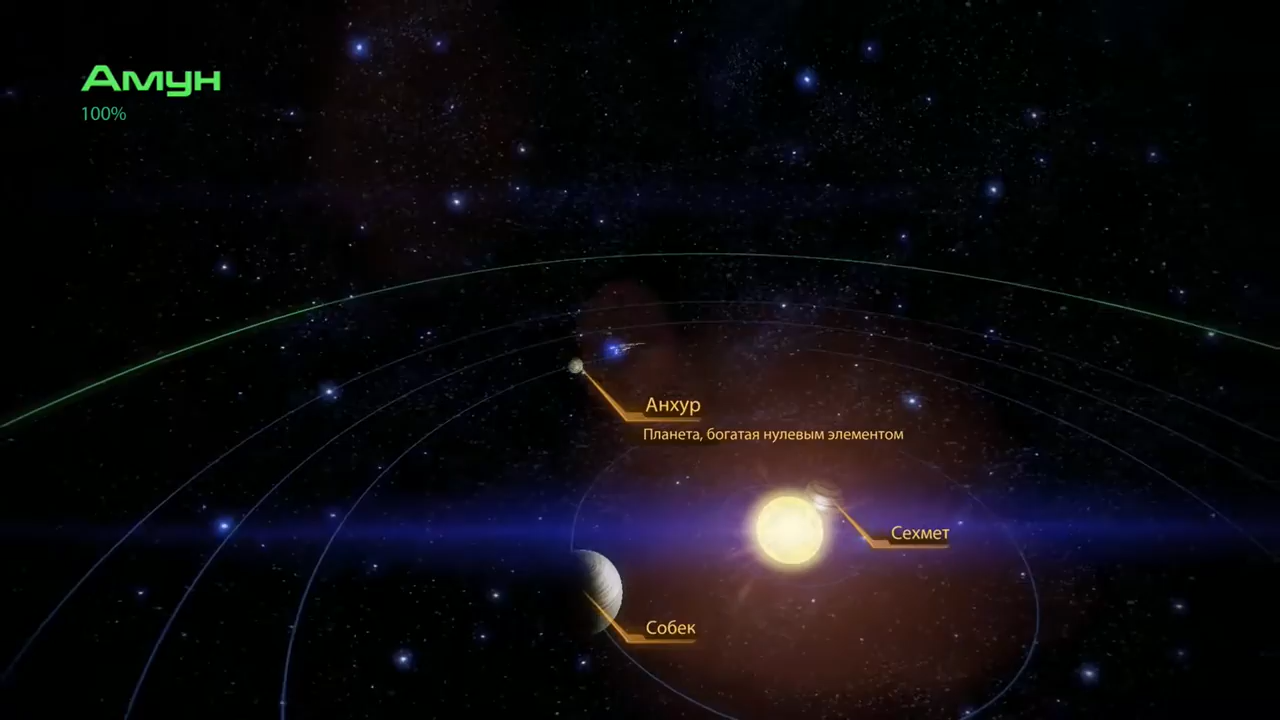 Амун
100%
Анхур
Планета, богатая нулевым элементом
Сехмет
Собек